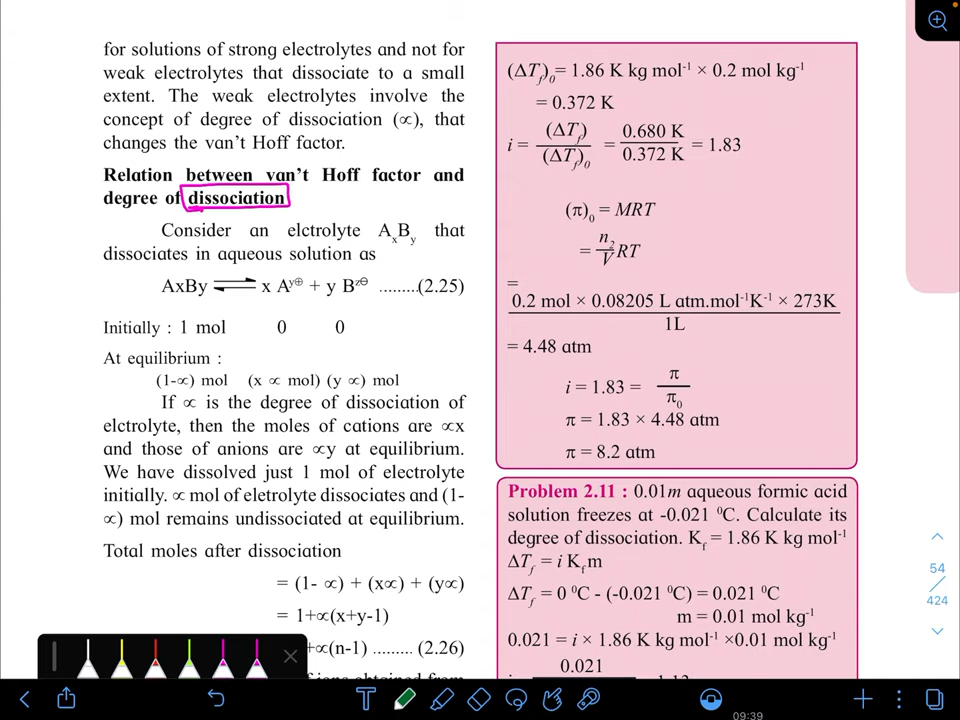 for solutions of strong electrolytes and not for
weak electrolytes that dissociate to a small
extent. The weak electrolytes involve the
concept of degree of dissociation (∝), that
changes the van’t Hoff factor.
Relation between van’t Hoff factor and
degree of dissociation
Consider an elctrolyte AxBy that
dissociates in aqueous solution as
AxBy ⇌ x Aʸ⊕ + y Bᶻ⊖ .........(2.25)
Initially : 1 mol 0 0
At equilibrium :
(1-∝) mol (x ∝ mol) (y ∝) mol
If ∝ is the degree of dissociation of
elctrolyte, then the moles of cations are ∝x
and those of anions are ∝y at equilibrium.
We have dissolved just 1 mol of electrolyte
initially. ∝ mol of eletrolyte dissociates and (1-
∝) mol remains undissociated at equilibrium.
Total moles after dissociation
= (1- ∝) + (x∝) + (y∝)
= 1+∝(x+y-1)
+∝(n-1) ......... (2.26)
(ΔTf)0 = 1.86 K kg mol⁻¹ × 0.2 mol kg⁻¹
= 0.372 K
i = (ΔTf) / (ΔTf)0 = 0.680 K / 0.372 K = 1.83
(π)0 = MRT
= n2/V RT
=
0.2 mol × 0.08205 L atm.mol⁻¹K⁻¹ × 273K
1L
= 4.48 atm
i = 1.83 = π / π0
π = 1.83 × 4.48 atm
π = 8.2 atm
Problem 2.11 : 0.01m aqueous formic acid
solution freezes at -0.021 ⁰C. Calculate its
degree of dissociation. Kf = 1.86 K kg mol⁻¹
ΔTf = i Kf m
ΔTf = 0 ⁰C - (-0.021 ⁰C) = 0.021 ⁰C
m = 0.01 mol kg⁻¹
0.021 = i × 1.86 K kg mol⁻¹ ×0.01 mol kg⁻¹
0.021
54
424
09:39